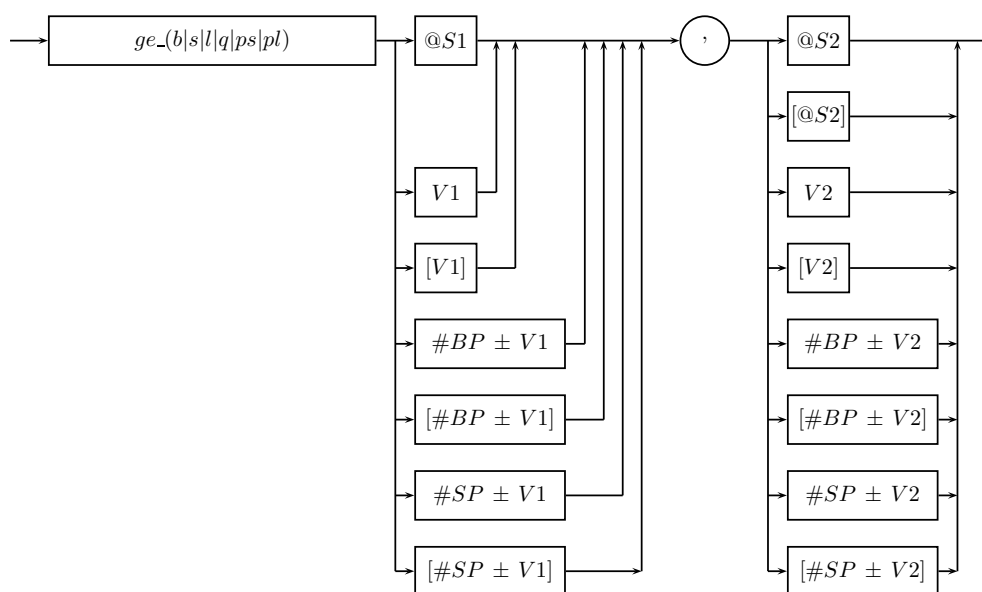 ge_(b|s|l|q|ps|pl) @S1 , @S2
[@S2]
V1 V2
[V1] [V2]
#BP ± V1 #BP ± V2
[#BP ± V1] [#BP ± V2]
#SP ± V1 #SP ± V2
[#SP ± V1] [#SP ± V2]